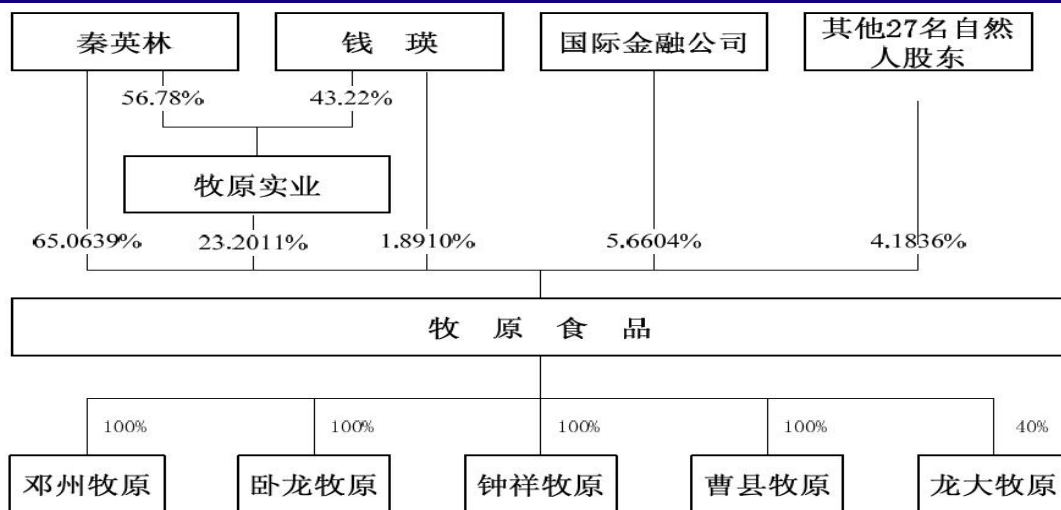 秦英林
钱 瑛
国际金融公司
其他27名自然
人股东
56.78%
43.22%
牧原实业
65.0639%
23.2011%
1.8910%
5.6604%
4.1836%
牧 原 食 品
100%
100%
100%
100%
40%
邓州牧原
卧龙牧原
钟祥牧原
曹县牧原
龙大牧原